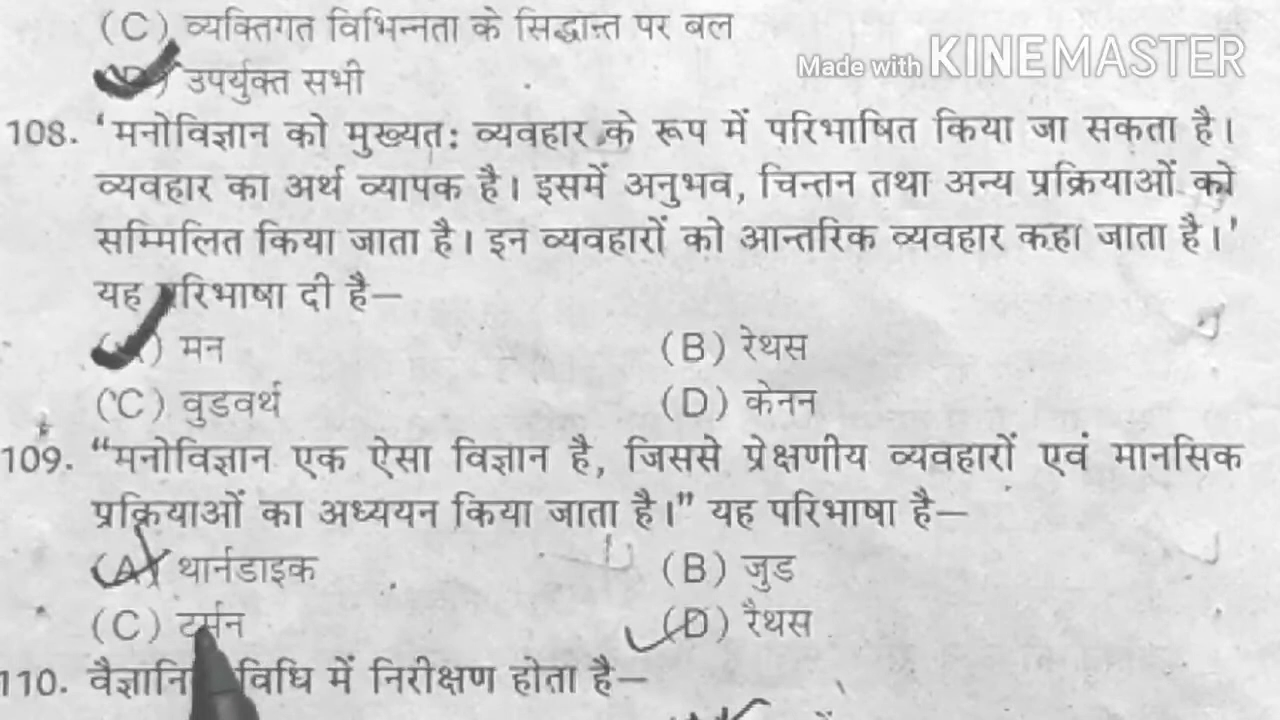 (C) व्यक्तिगत विभिन्नता के सिद्धान्त पर बल
Made with KINEMASTER
उपर्युक्त सभी
108. 'मनोविज्ञान को मुख्यतः व्यवहार के रूप में परिभाषित किया जा सकता है।
व्यवहार का अर्थ व्यापक है। इसमें अनुभव, चिन्तन तथा अन्य प्रक्रियाओं को
सम्मिलित किया जाता है। इन व्यवहारों को आन्तरिक व्यवहार कहा जाता है।'
यह परिभाषा दी है—
(A) मन (B) रेथस
(C) वुडवर्थ (D) केनन
109. "मनोविज्ञान एक ऐसा विज्ञान है, जिससे प्रेक्षणीय व्यवहारों एवं मानसिक
प्रक्रियाओं का अध्ययन किया जाता है।" यह परिभाषा है—
(A) थार्नडाइक (B) जुड
(C) टर्मन (D) रैथस
110. विधि में निरीक्षण होता है—